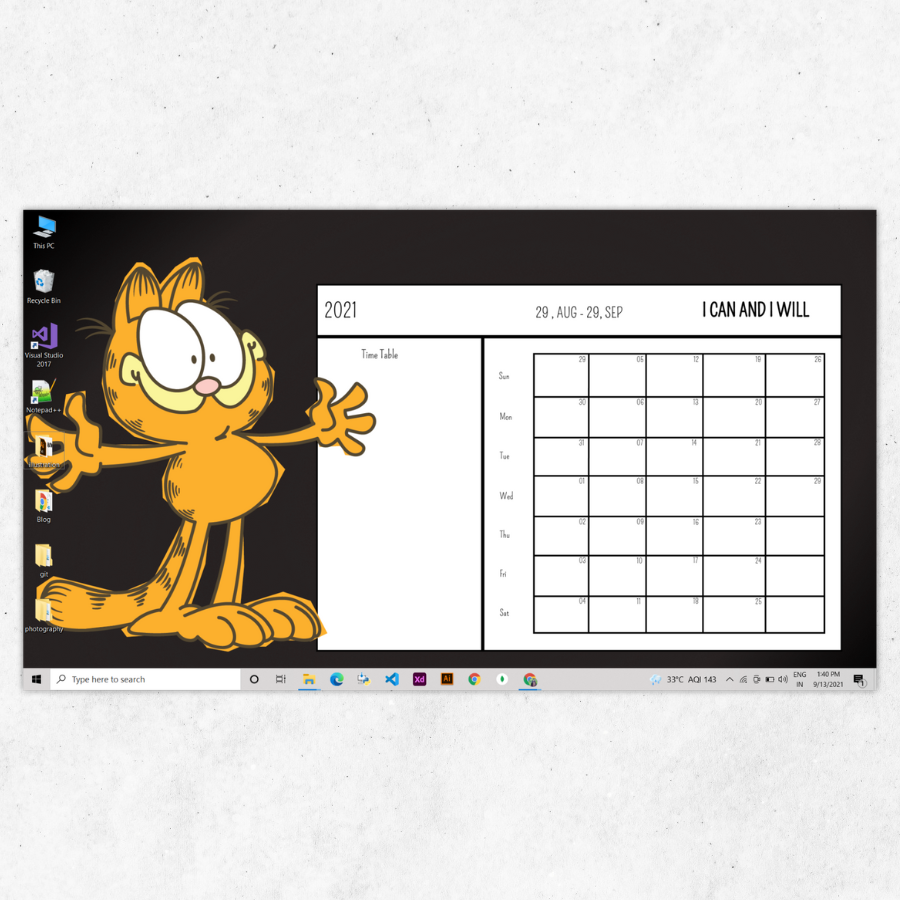 This PC
Recycle Bin
Visual Studio
2017
Notepad++
Blog
git
photography
2021
29 , AUG - 29, SEP
I CAN AND I WILL
Time Table
Sun 29 05 12 19 26
Mon 30 06 13 20 27
Tue 31 07 14 21 28
Wed 01 08 15 22 29
Thu 02 09 16 23
Fri 03 10 17 24
Sat 04 11 18 25
Type here to search
Xd
Ai
33°C AQI 143
ENG
IN
1:40 PM
9/13/2021
1